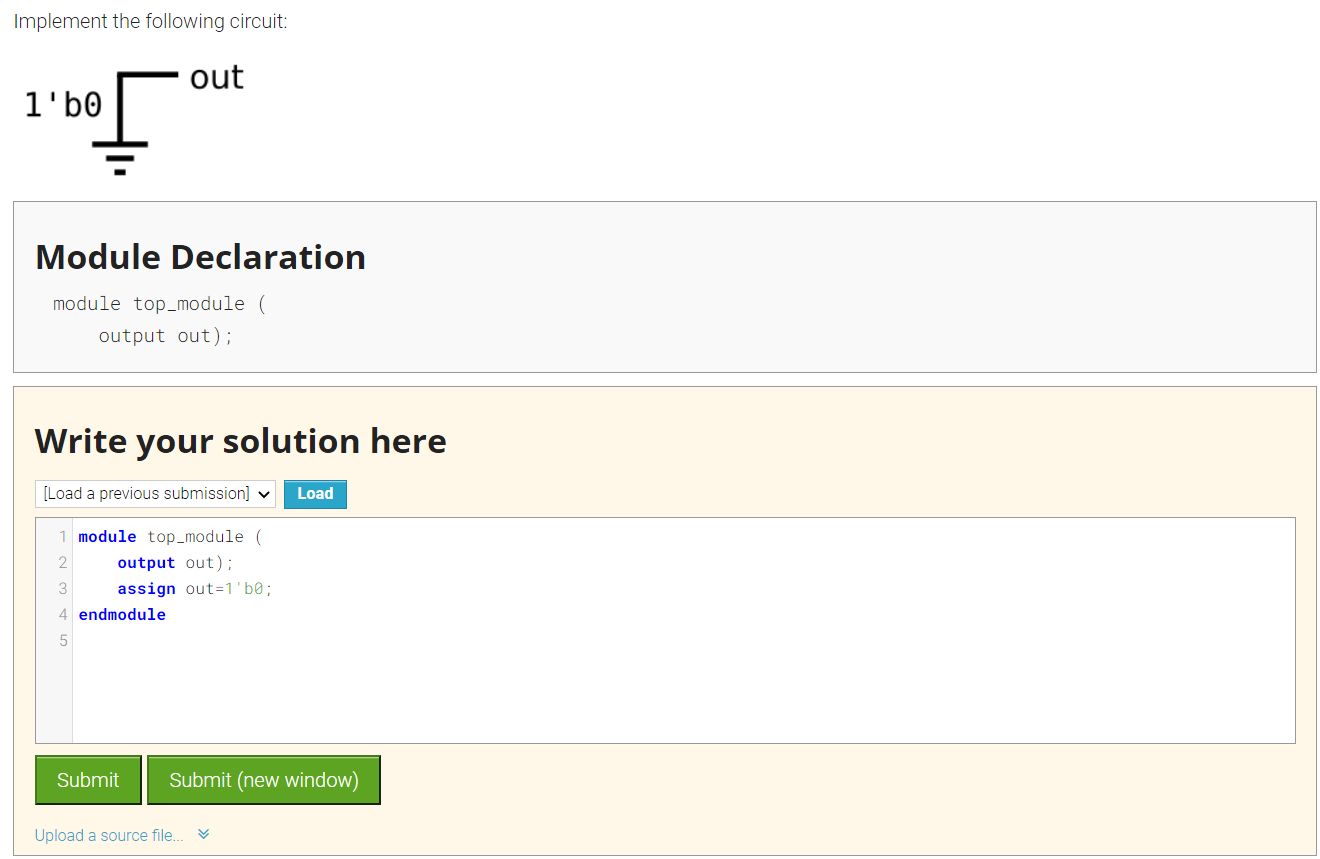 Implement the following circuit:
out
1'b0
Module Declaration
module top_module (
    output out);
Write your solution here
[Load a previous submission] Load
1 module top_module (
2     output out);
3     assign out=1'b0;
4 endmodule
5
Submit Submit (new window)
Upload a source file...